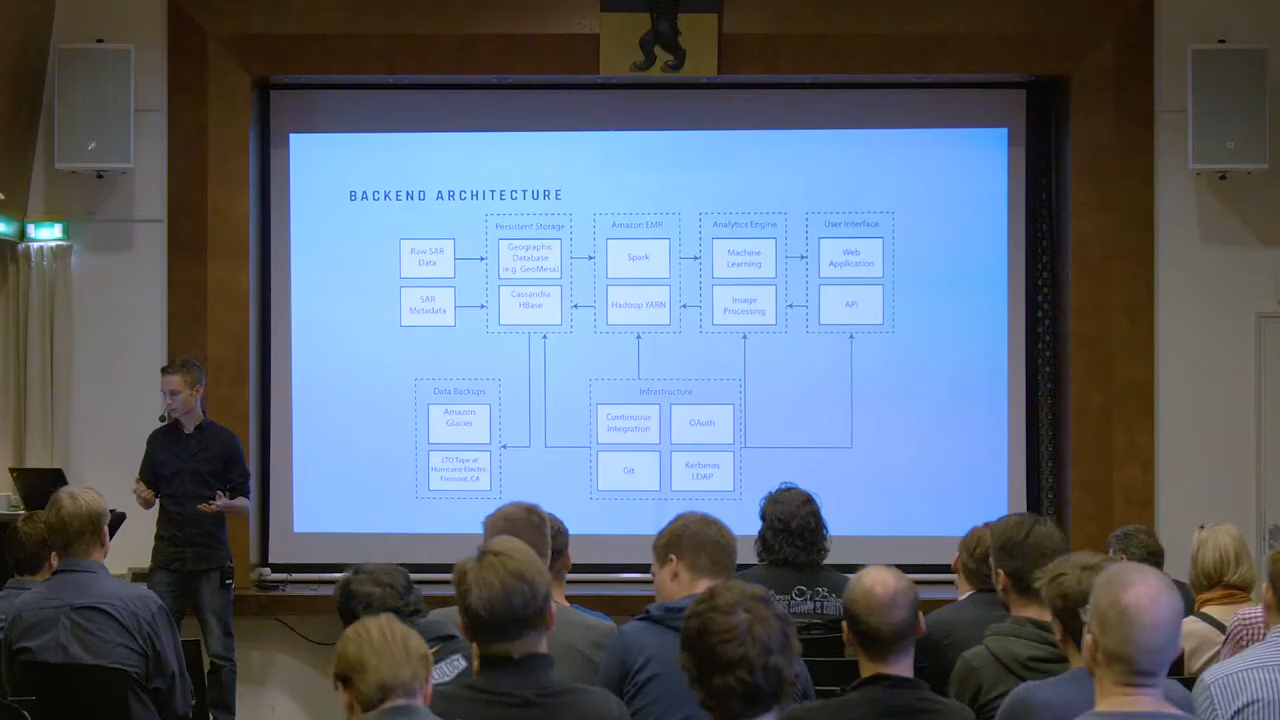 BACKEND ARCHITECTURE
Persistent Storage
Amazon EMR
Analytics Engine
User Interface
Raw SAR
Data
Geographic
Database
(e.g. GeoMesa)
Spark
Machine
Learning
Web
Application
SAR
Metadata
Cassandra
HBase
Hadoop YARN
Image
Processing
API
Data Backups
Infrastructure
Amazon
Glacier
Continuous
Integration
OAuth
LTO Tape at
Hurricane Electric,
Fremont, CA
Git
Kerberos
LDAP
DOWN & DIRTY